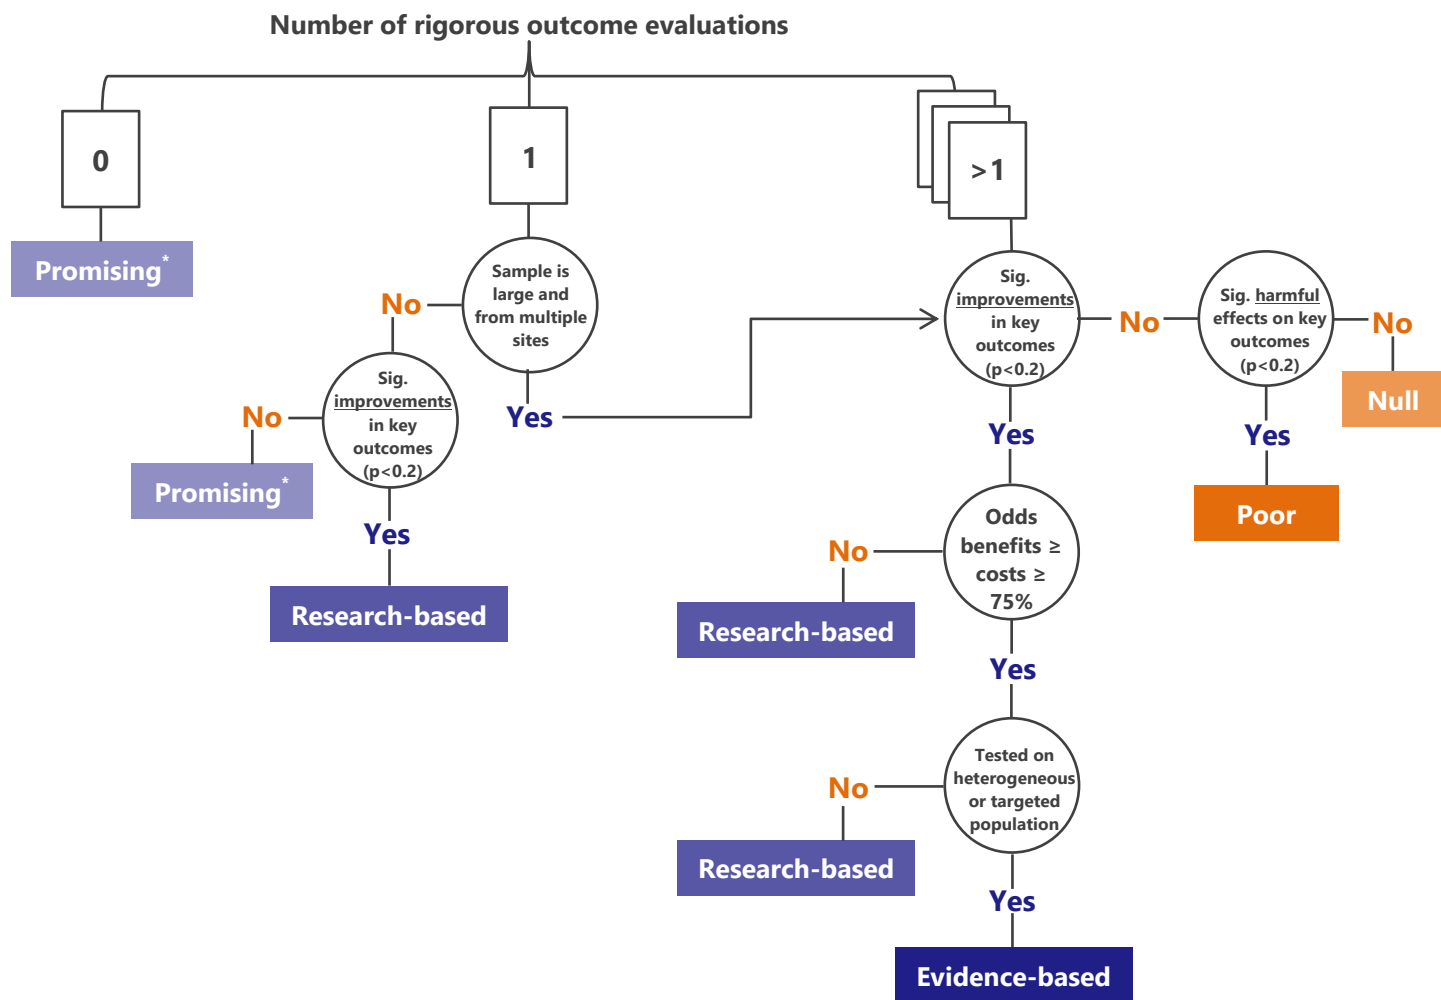 Number of rigorous outcome evaluations
0
1
>1
Promising*
Sample is
large and
from multiple
sites
No
Yes
Sig.
improvements
in key
outcomes
(p<0.2)
No
Promising*
Yes
Research-based
Sig.
improvements
in key
outcomes
(p<0.2)
No
Sig. harmful
effects on key
outcomes
(p<0.2)
No
Null
Yes
Poor
Yes
Odds
benefits ≥
costs ≥
75%
No
Research-based
Yes
Tested on
heterogeneous
or targeted
population
No
Research-based
Yes
Evidence-based